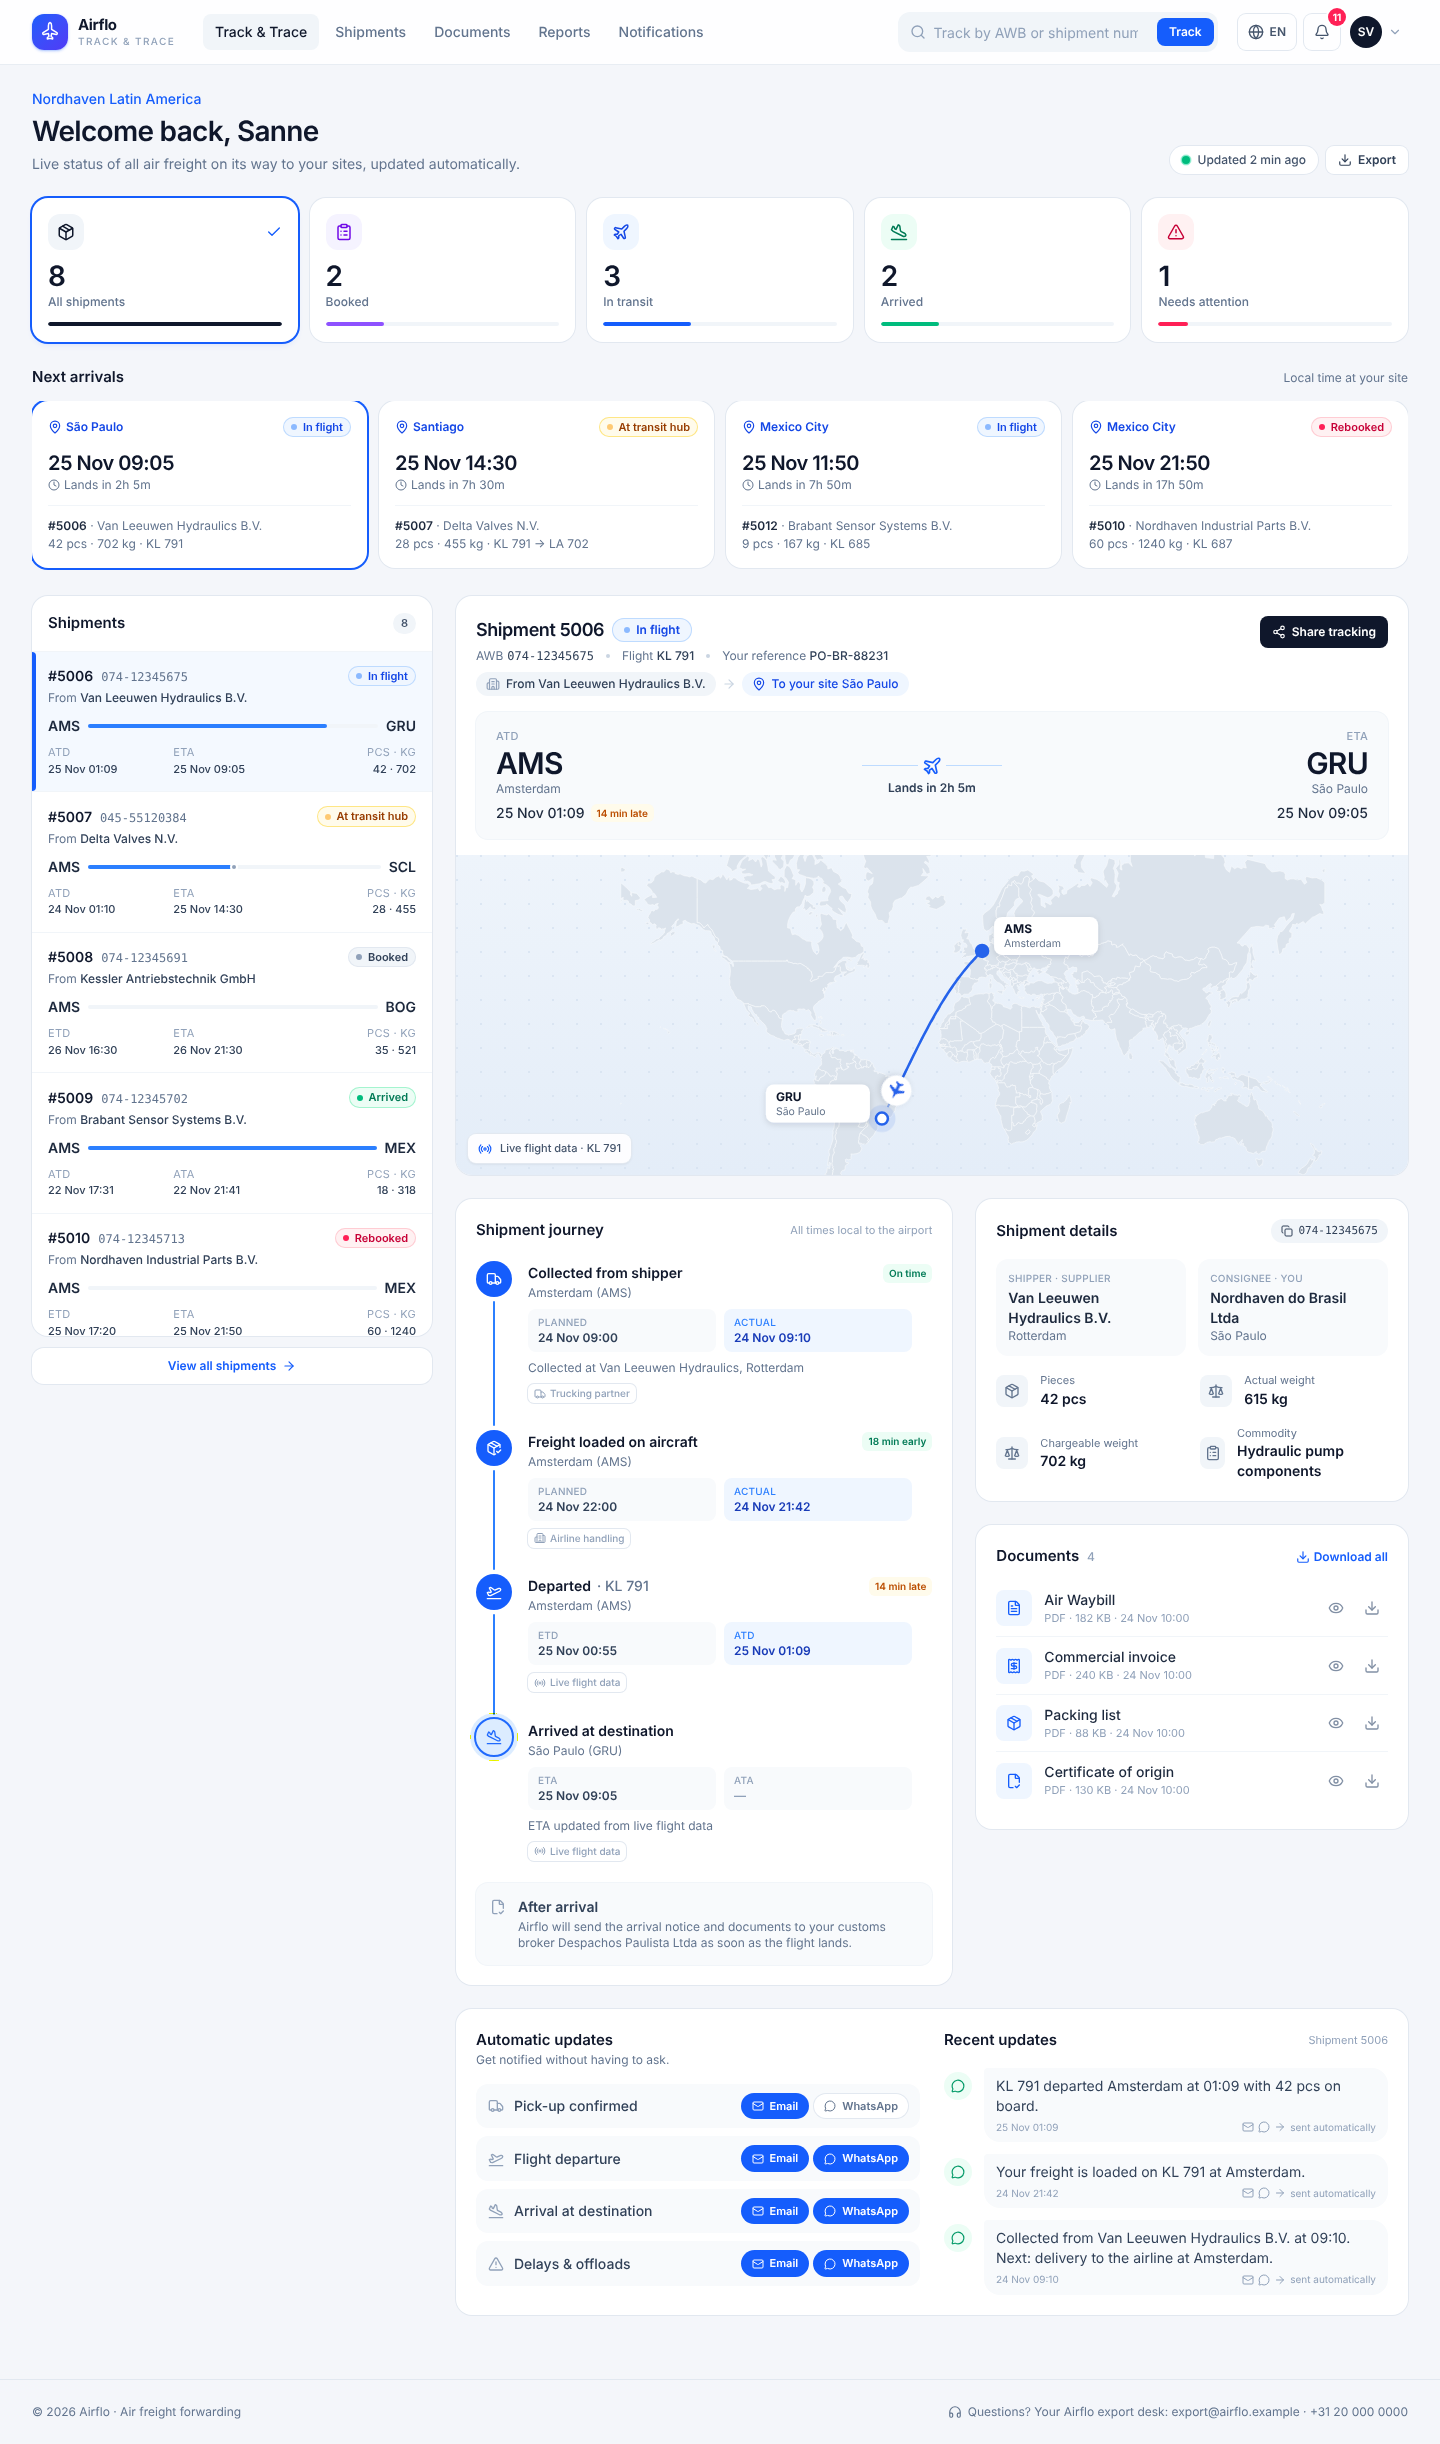 Airflo
TRACK & TRACE
Track & Trace
Shipments
Documents
Reports
Notifications
Track by AWB or shipment num
Track
EN
11
SV
Nordhaven Latin America
Welcome back, Sanne
Live status of all air freight on its way to your sites, updated automatically.
Updated 2 min ago
Export
8
All shipments
2
Booked
3
In transit
2
Arrived
1
Needs attention
Next arrivals
Local time at your site
São Paulo
In flight
25 Nov 09:05
Lands in 2h 5m
#5006 · Van Leeuwen Hydraulics B.V.
42 pcs · 702 kg · KL 791
Santiago
At transit hub
25 Nov 14:30
Lands in 7h 30m
#5007 · Delta Valves N.V.
28 pcs · 455 kg · KL 791 → LA 702
Mexico City
In flight
25 Nov 11:50
Lands in 7h 50m
#5012 · Brabant Sensor Systems B.V.
9 pcs · 167 kg · KL 685
Mexico City
Rebooked
25 Nov 21:50
Lands in 17h 50m
#5010 · Nordhaven Industrial Parts B.V.
60 pcs · 1240 kg · KL 687
Shipments
8
#5006 074-12345675
In flight
From Van Leeuwen Hydraulics B.V.
AMS
GRU
ATD
ETA
PCS · KG
25 Nov 01:09
25 Nov 09:05
42 · 702
#5007 045-55120384
At transit hub
From Delta Valves N.V.
AMS
SCL
ATD
ETA
PCS · KG
24 Nov 01:10
25 Nov 14:30
28 · 455
#5008 074-12345691
Booked
From Kessler Antriebstechnik GmbH
AMS
BOG
ETD
ETA
PCS · KG
26 Nov 16:30
26 Nov 21:30
35 · 521
#5009 074-12345702
Arrived
From Brabant Sensor Systems B.V.
AMS
MEX
ATD
ATA
PCS · KG
22 Nov 17:31
22 Nov 21:41
18 · 318
#5010 074-12345713
Rebooked
From Nordhaven Industrial Parts B.V.
AMS
MEX
ETD
ETA
PCS · KG
25 Nov 17:20
25 Nov 21:50
60 · 1240
View all shipments →
Shipment 5006
In flight
Share tracking
AWB 074-12345675 • Flight KL 791 • Your reference PO-BR-88231
From Van Leeuwen Hydraulics B.V. → To your site São Paulo
ATD
AMS
Amsterdam
25 Nov 01:09
14 min late
Lands in 2h 5m
ETA
GRU
São Paulo
25 Nov 09:05
AMS
Amsterdam
GRU
São Paulo
Live flight data · KL 791
Shipment journey
All times local to the airport
Collected from shipper
On time
Amsterdam (AMS)
PLANNED
24 Nov 09:00
ACTUAL
24 Nov 09:10
Collected at Van Leeuwen Hydraulics, Rotterdam
Trucking partner
Freight loaded on aircraft
18 min early
Amsterdam (AMS)
PLANNED
24 Nov 22:00
ACTUAL
24 Nov 21:42
Airline handling
Departed · KL 791
14 min late
Amsterdam (AMS)
ETD
25 Nov 00:55
ATD
25 Nov 01:09
Live flight data
Arrived at destination
São Paulo (GRU)
ETA
25 Nov 09:05
ATA
—
ETA updated from live flight data
Live flight data
After arrival
Airflo will send the arrival notice and documents to your customs
broker Despachos Paulista Ltda as soon as the flight lands.
Shipment details
074-12345675
SHIPPER · SUPPLIER
Van Leeuwen
Hydraulics B.V.
Rotterdam
CONSIGNEE · YOU
Nordhaven do Brasil
Ltda
São Paulo
Pieces
42 pcs
Actual weight
615 kg
Chargeable weight
702 kg
Commodity
Hydraulic pump
components
Documents 4
Download all
Air Waybill
PDF · 182 KB · 24 Nov 10:00
Commercial invoice
PDF · 240 KB · 24 Nov 10:00
Packing list
PDF · 88 KB · 24 Nov 10:00
Certificate of origin
PDF · 130 KB · 24 Nov 10:00
Automatic updates
Get notified without having to ask.
Pick-up confirmed
Email
WhatsApp
Flight departure
Email
WhatsApp
Arrival at destination
Email
WhatsApp
Delays & offloads
Email
WhatsApp
Recent updates
Shipment 5006
KL 791 departed Amsterdam at 01:09 with 42 pcs on
board.
25 Nov 01:09
→ sent automatically
Your freight is loaded on KL 791 at Amsterdam.
24 Nov 21:42
→ sent automatically
Collected from Van Leeuwen Hydraulics B.V. at 09:10.
Next: delivery to the airline at Amsterdam.
24 Nov 09:10
→ sent automatically
© 2026 Airflo · Air freight forwarding
Questions? Your Airflo export desk: export@airflo.example · +31 20 000 0000